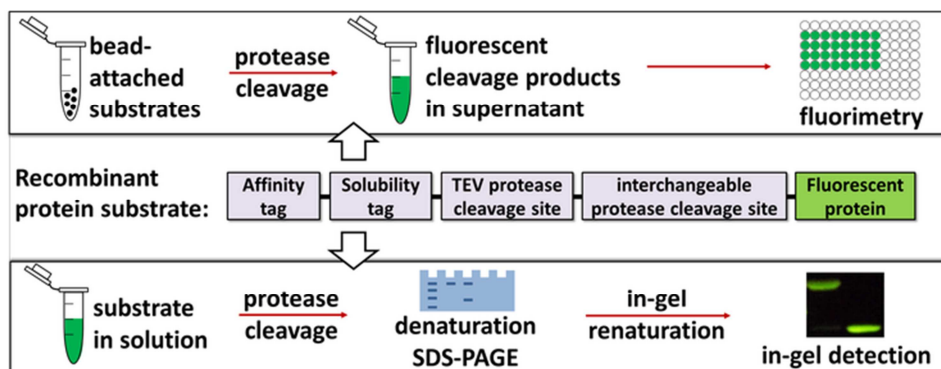 bead-
attached
substrates
protease
cleavage
fluorescent
cleavage products
in supernatant
fluorimetry
Recombinant
protein substrate:
Affinity
tag
Solubility
tag
TEV protease
cleavage site
interchangeable
protease cleavage site
Fluorescent
protein
substrate
in solution
protease
cleavage
denaturation
SDS-PAGE
in-gel
renaturation
in-gel detection